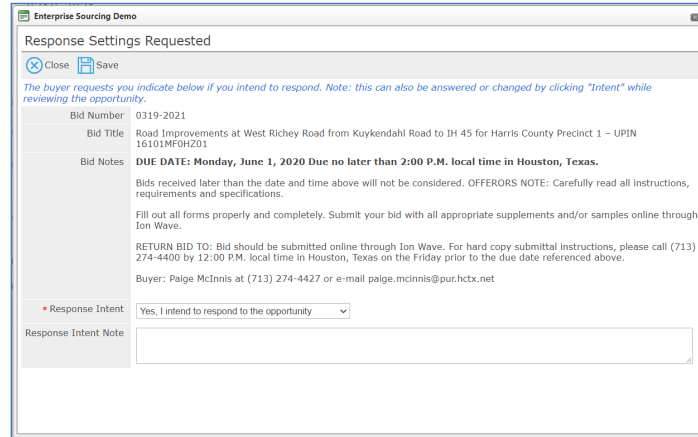 Enterprise Sourcing Demo
Response Settings Requested
Close Save
The buyer requests you indicate below if you intend to respond. Note: this can also be answered or changed by clicking "Intent" while
reviewing the opportunity.
Bid Number 0319-2021
Bid Title Road Improvements at West Richey Road from Kuykendahl Road to IH 45 for Harris County Precinct 1 – UPIN
16101MF0HZ01
Bid Notes DUE DATE: Monday, June 1, 2020 Due no later than 2:00 P.M. local time in Houston, Texas.
Bids received later than the date and time above will not be considered. OFFERORS NOTE: Carefully read all instructions,
requirements and specifications.
Fill out all forms properly and completely. Submit your bid with all appropriate supplements and/or samples online through
Ion Wave.
RETURN BID TO: Bid should be submitted online through Ion Wave. For hard copy submittal instructions, please call (713)
274-4400 by 12:00 P.M. local time in Houston, Texas on the Friday prior to the due date referenced above.
Buyer: Paige McInnis at (713) 274-4427 or e-mail paige.mcinnis@pur.hctx.net
* Response Intent Yes, I intend to respond to the opportunity
Response Intent Note